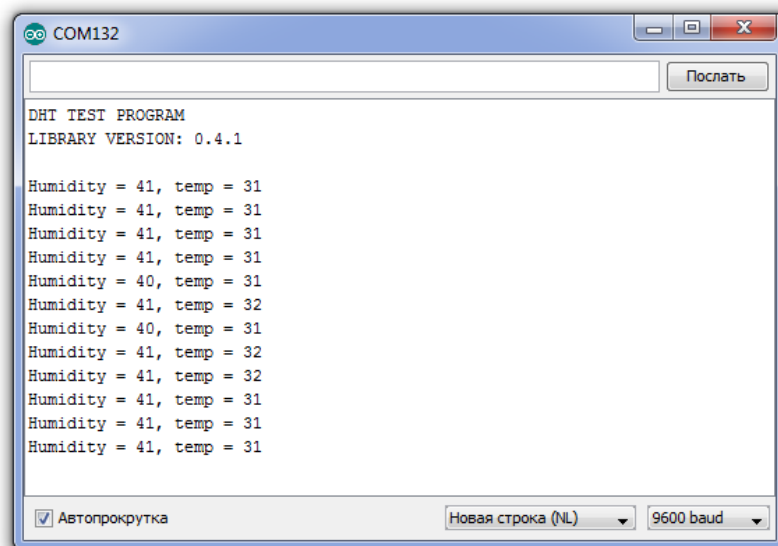 COM132
Послать
DHT TEST PROGRAM
LIBRARY VERSION: 0.4.1
Humidity = 41, temp = 31
Humidity = 41, temp = 31
Humidity = 41, temp = 31
Humidity = 41, temp = 31
Humidity = 40, temp = 31
Humidity = 41, temp = 32
Humidity = 40, temp = 31
Humidity = 41, temp = 32
Humidity = 41, temp = 32
Humidity = 41, temp = 31
Humidity = 41, temp = 31
Humidity = 41, temp = 31
Автопрокрутка Новая строка (NL) 9600 baud